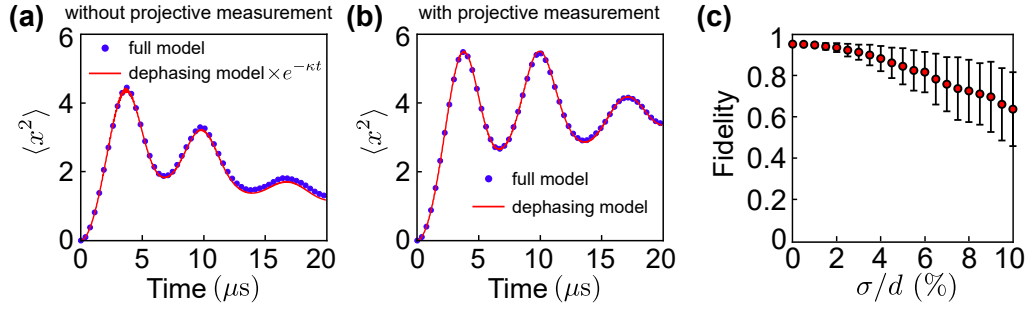 (a) without projective measurement
6
4
2
0
⟨x²⟩
full model
dephasing model × e^{-κt}
0 5 10 15 20
Time (μs)
(b) with projective measurement
6
4
2
0
⟨x²⟩
full model
dephasing model
0 5 10 15 20
Time (μs)
(c)
1
0.8
0.6
0.4
0.2
0
Fidelity
0 2 4 6 8 10
σ/d (%)